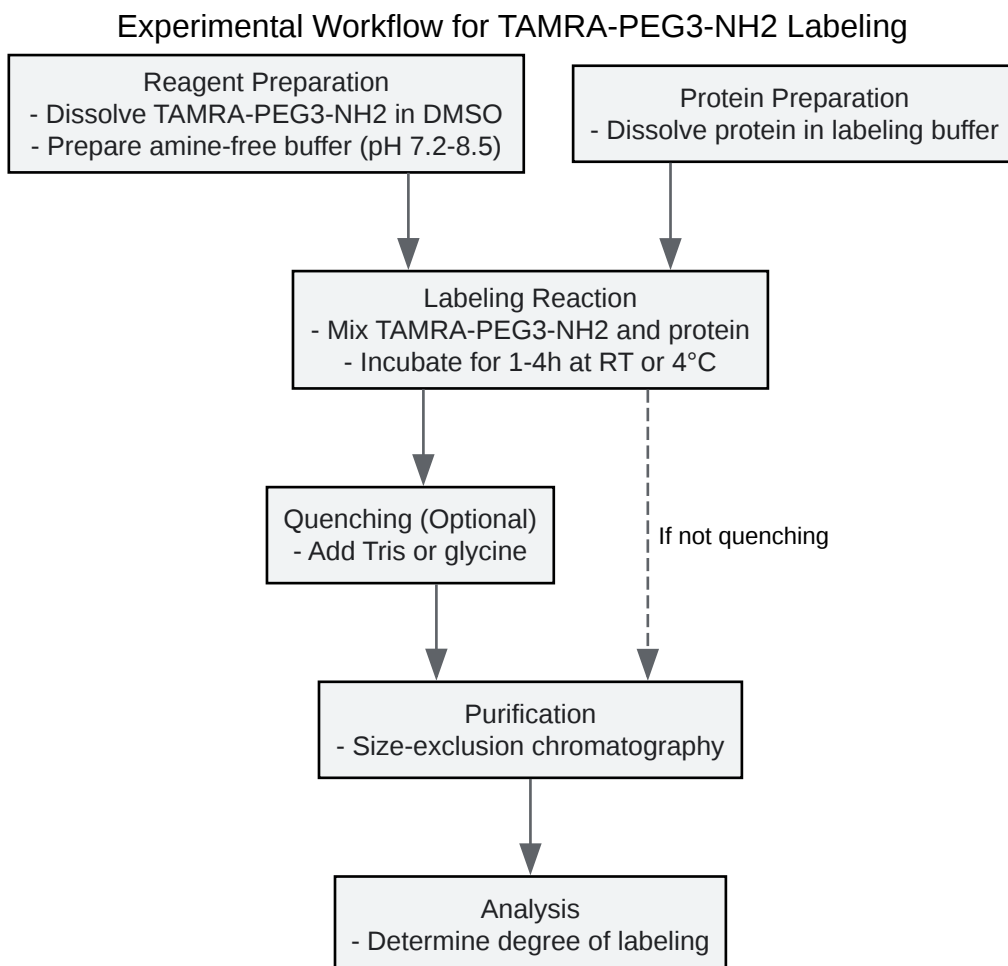 Experimental Workflow for TAMRA-PEG3-NH2 Labeling
Reagent Preparation
- Dissolve TAMRA-PEG3-NH2 in DMSO
- Prepare amine-free buffer (pH 7.2-8.5)
Protein Preparation
- Dissolve protein in labeling buffer
Labeling Reaction
- Mix TAMRA-PEG3-NH2 and protein
- Incubate for 1-4h at RT or 4°C
Quenching (Optional)
- Add Tris or glycine
If not quenching
Purification
- Size-exclusion chromatography
Analysis
- Determine degree of labeling